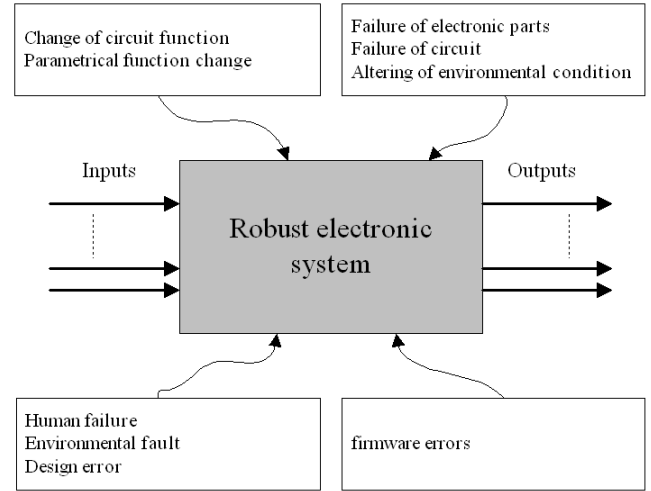 Change of circuit function
Parametrical function change
Failure of electronic parts
Failure of circuit
Altering of environmental condition
Inputs
Outputs
Robust electronic
system
Human failure
Environmental fault
Design error
firmware errors